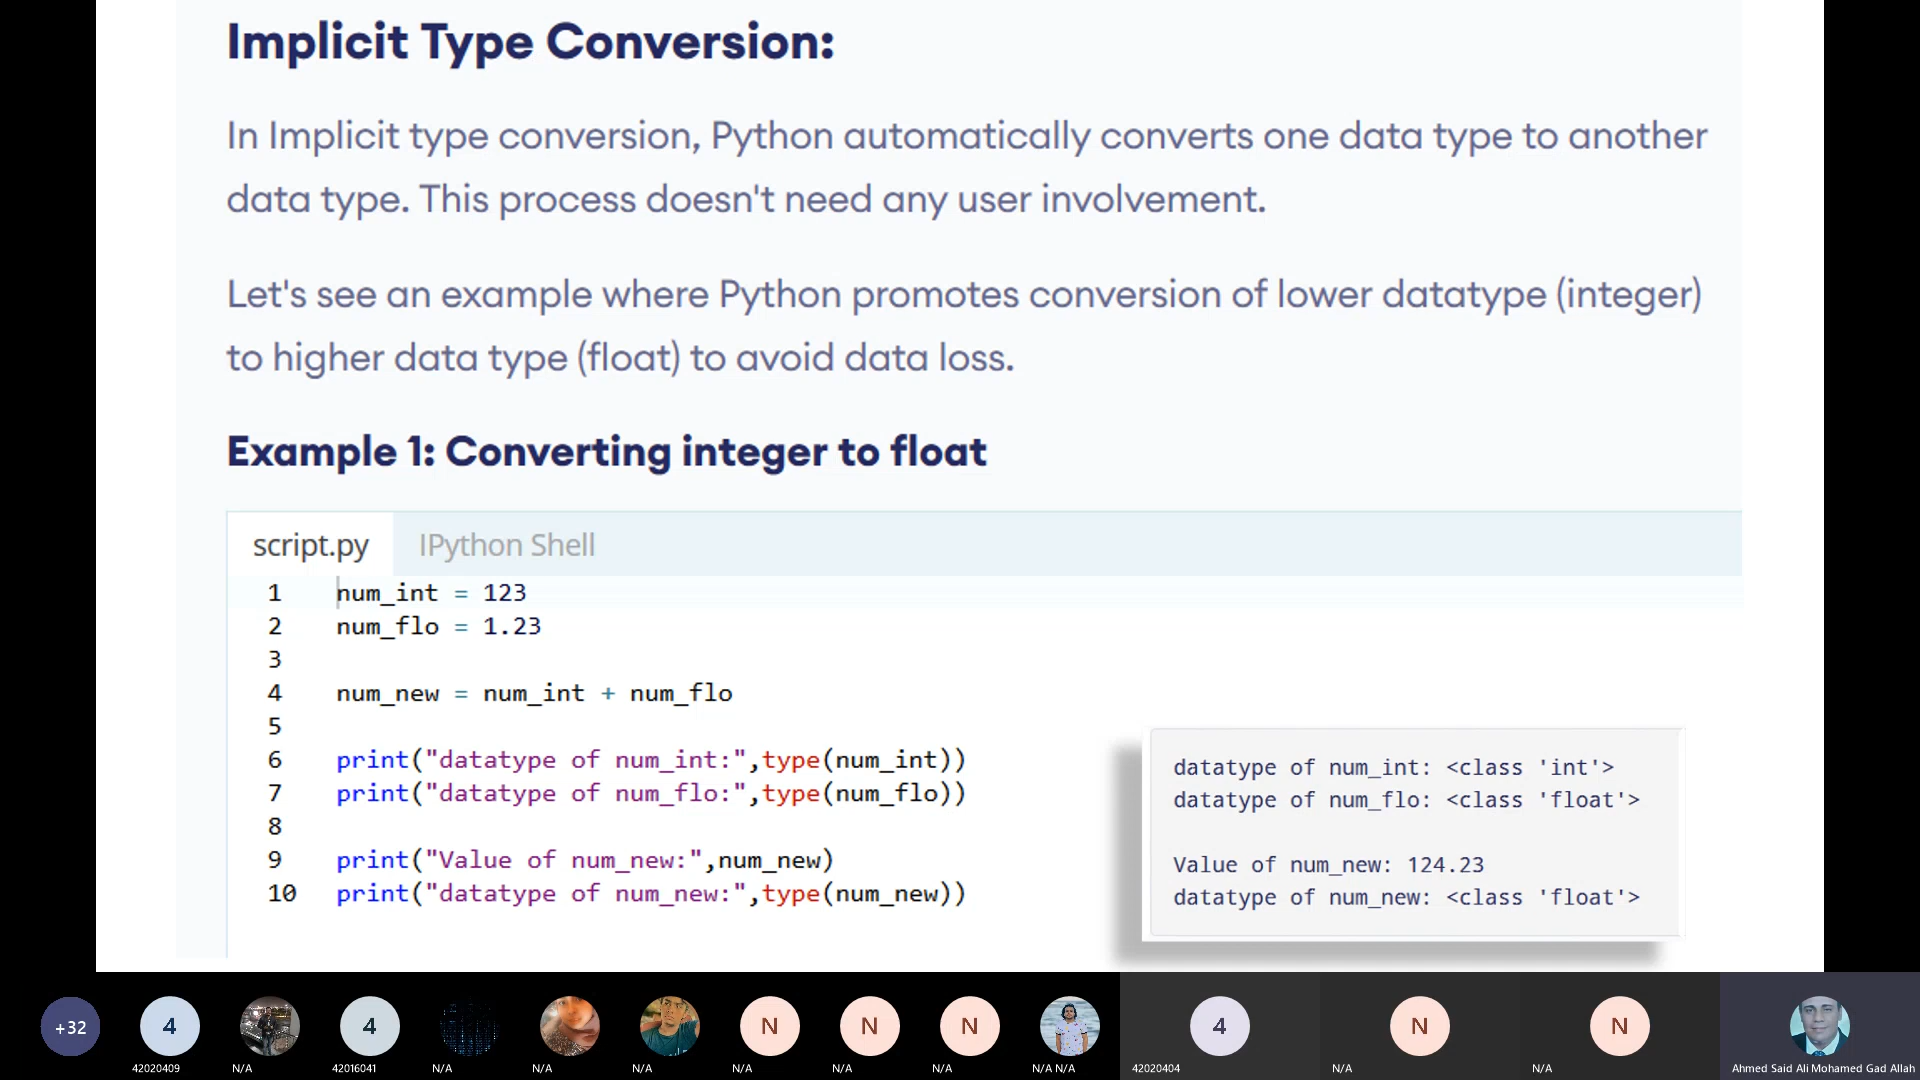 Implicit Type Conversion:
In Implicit type conversion, Python automatically converts one data type to another
data type. This process doesn't need any user involvement.
Let's see an example where Python promotes conversion of lower datatype (integer)
to higher data type (float) to avoid data loss.
Example 1: Converting integer to float
script.py IPython Shell
1 num_int = 123
2 num_flo = 1.23
3
4 num_new = num_int + num_flo
5
6 print("datatype of num_int:",type(num_int))
7 print("datatype of num_flo:",type(num_flo))
8
9 print("Value of num_new:",num_new)
10 print("datatype of num_new:",type(num_new))
datatype of num_int: <class 'int'>
datatype of num_flo: <class 'float'>
Value of num_new: 124.23
datatype of num_new: <class 'float'>
+32 4 4 N N N 4 N N
42020409 N/A 42016041 N/A N/A N/A N/A N/A N/A N/A N/A 42020404 N/A N/A Ahmed Said Ali Mohamed Gad Allah